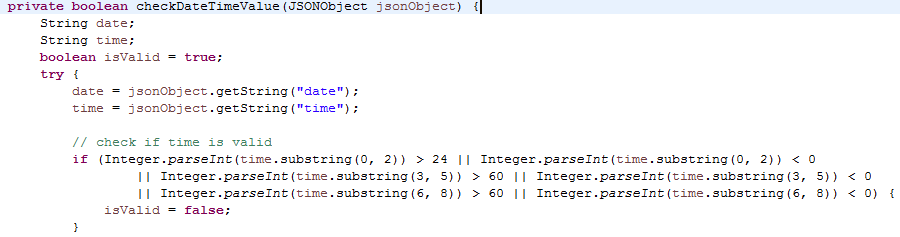 private boolean checkDateTimeValue(JSONObject jsonObject) {
    String date;
    String time;
    boolean isValid = true;
    try {
        date = jsonObject.getString("date");
        time = jsonObject.getString("time");

        // check if time is valid
        if (Integer.parseInt(time.substring(0, 2)) > 24 || Integer.parseInt(time.substring(0, 2)) < 0
                || Integer.parseInt(time.substring(3, 5)) > 60 || Integer.parseInt(time.substring(3, 5)) < 0
                || Integer.parseInt(time.substring(6, 8)) > 60 || Integer.parseInt(time.substring(6, 8)) < 0) {
            isValid = false;
        }